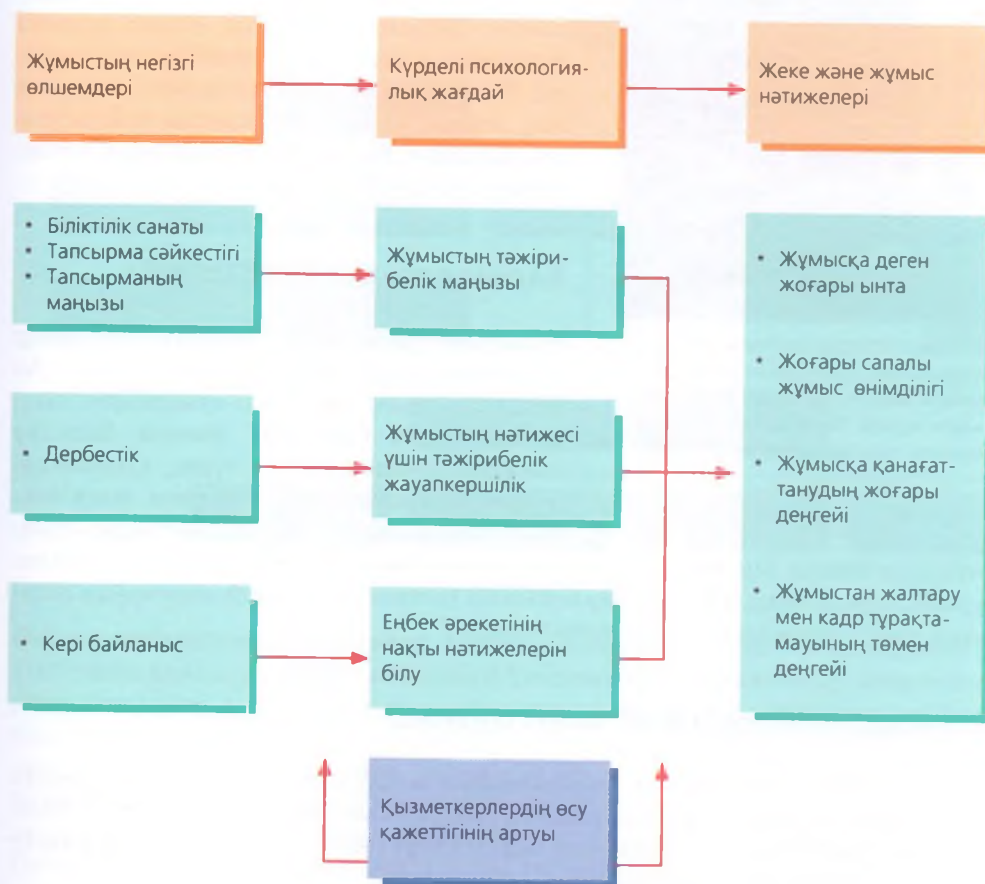 Жұмыстың негізгі
өлшемдері
Күрделі психология-
лық жағдай
Жеке және жұмыс
нәтижелері
• Біліктілік санаты
• Тапсырма сәйкестігі
• Тапсырманың
маңызы
Жұмыстың тәжіри-
белік маңызы
• Дербестік
Жұмыстың нәтижесі
үшін тәжірибелік
жауапкершілік
• Кері байланыс
Еңбек әрекетінің
нақты нәтижелерін
білу
• Жұмысқа деген
жоғары ынта
• Жоғары сапалы
жұмыс өнімділігі
• Жұмысқа қанағат-
танудың жоғары
деңгейі
• Жұмыстан жалтару
мен кадр тұрақта-
мауының төмен
деңгейі
Қызметкерлердің өсу
қажеттігінің артуы